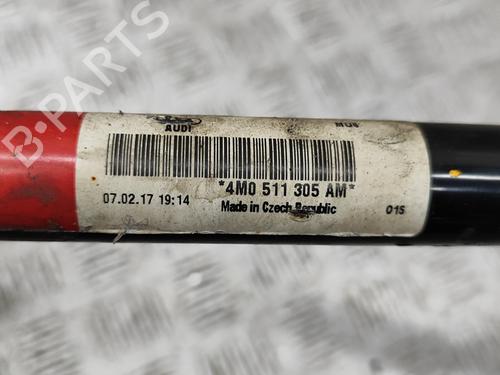 B-PARTS
AUDI
*4M0 511 305 AM*
07.02.17 19:14
Made in Czech Republic
015